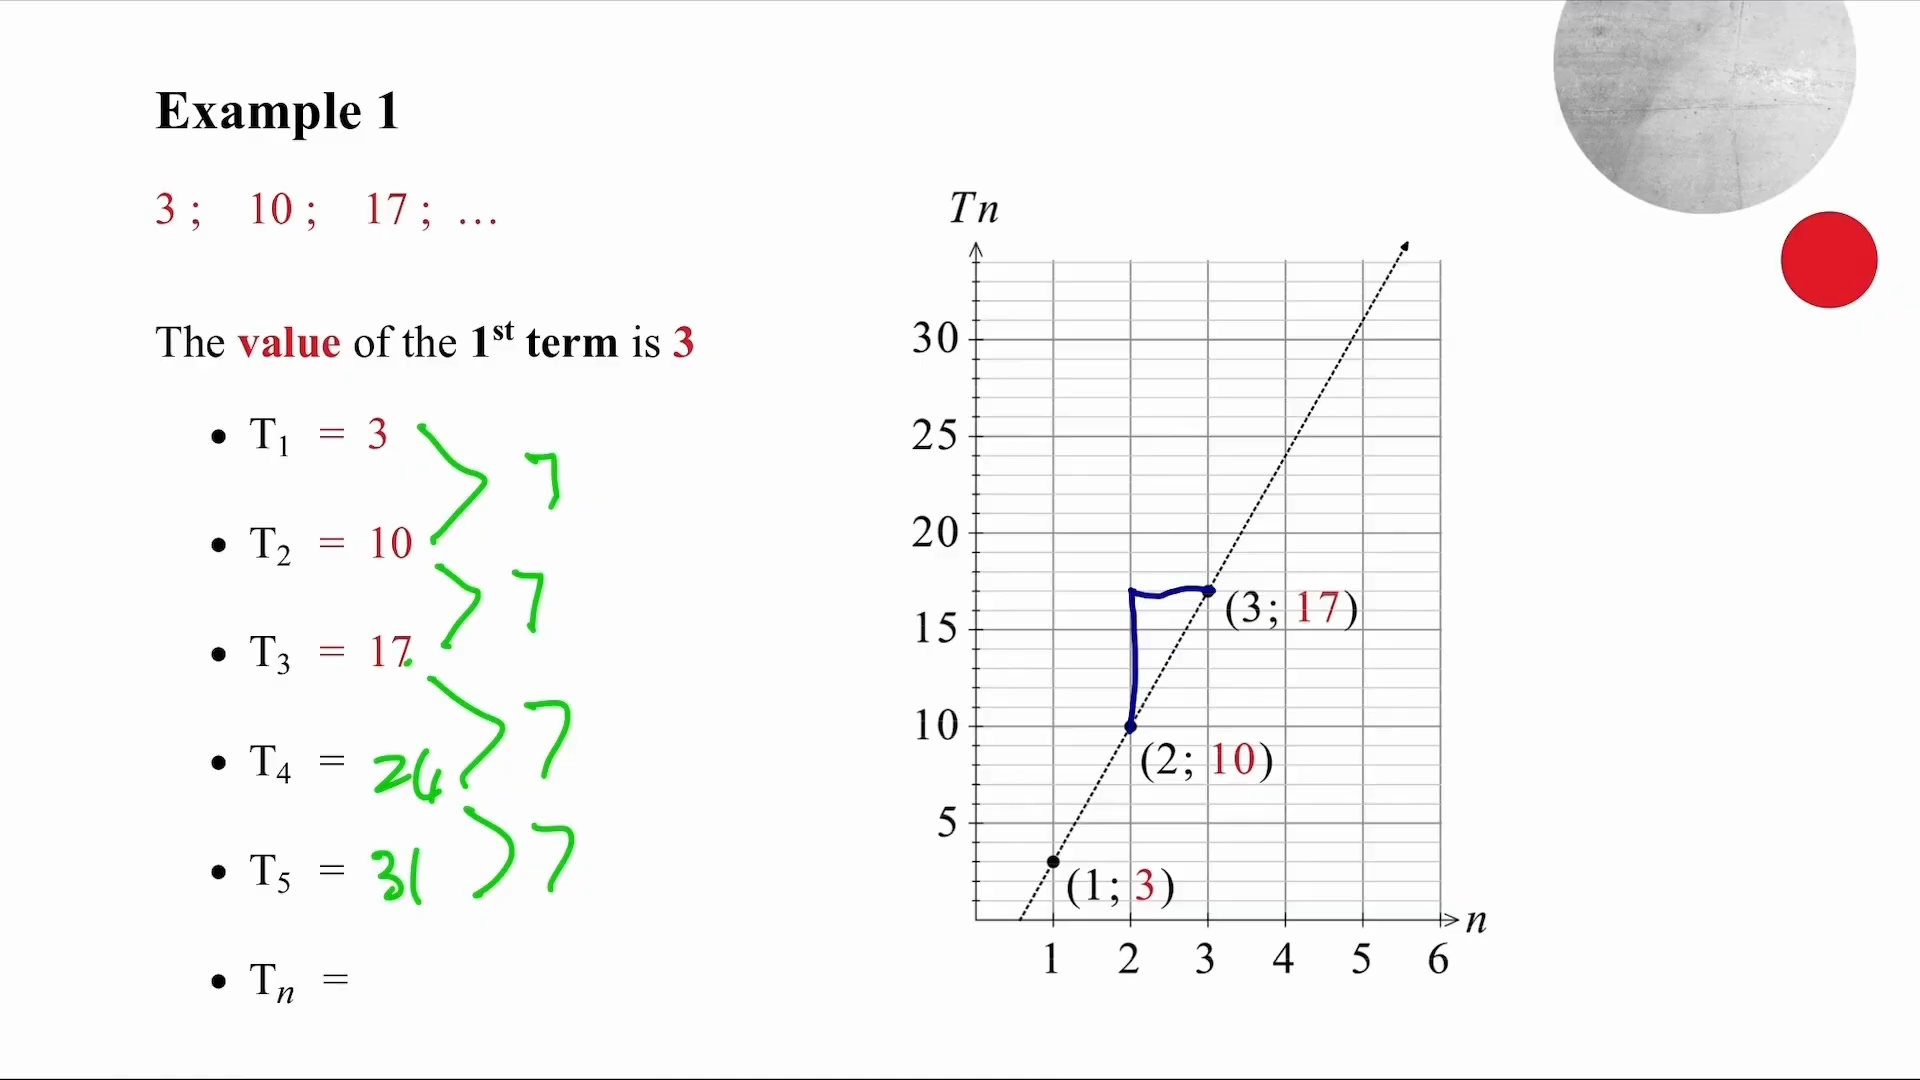 Example 1
3 ; 10 ; 17 ; …
The value of the 1st term is 3
• T1 = 3
7
• T2 = 10
7
• T3 = 17
7
• T4 = 24
7
• T5 = 31
• Tn =
Tn
30
25
20
15
10
5
(3; 17)
(2; 10)
(1; 3)
n
1 2 3 4 5 6